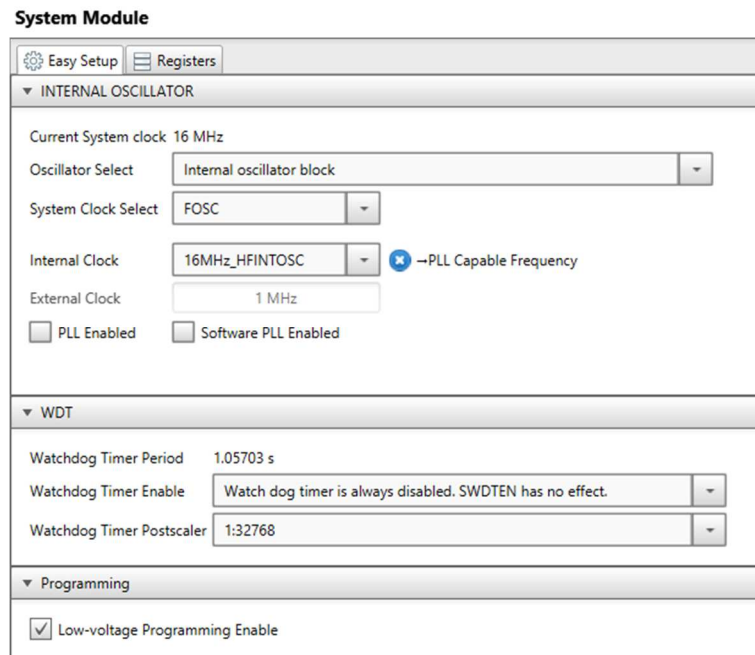 System Module
Easy Setup Registers
INTERNAL OSCILLATOR
Current System clock 16 MHz
Oscillator Select Internal oscillator block
System Clock Select FOSC
Internal Clock 16MHz_HFINTOSC →PLL Capable Frequency
External Clock 1 MHz
PLL Enabled Software PLL Enabled
WDT
Watchdog Timer Period 1.05703 s
Watchdog Timer Enable Watch dog timer is always disabled. SWDTEN has no effect.
Watchdog Timer Postscaler 1:32768
Programming
Low-voltage Programming Enable